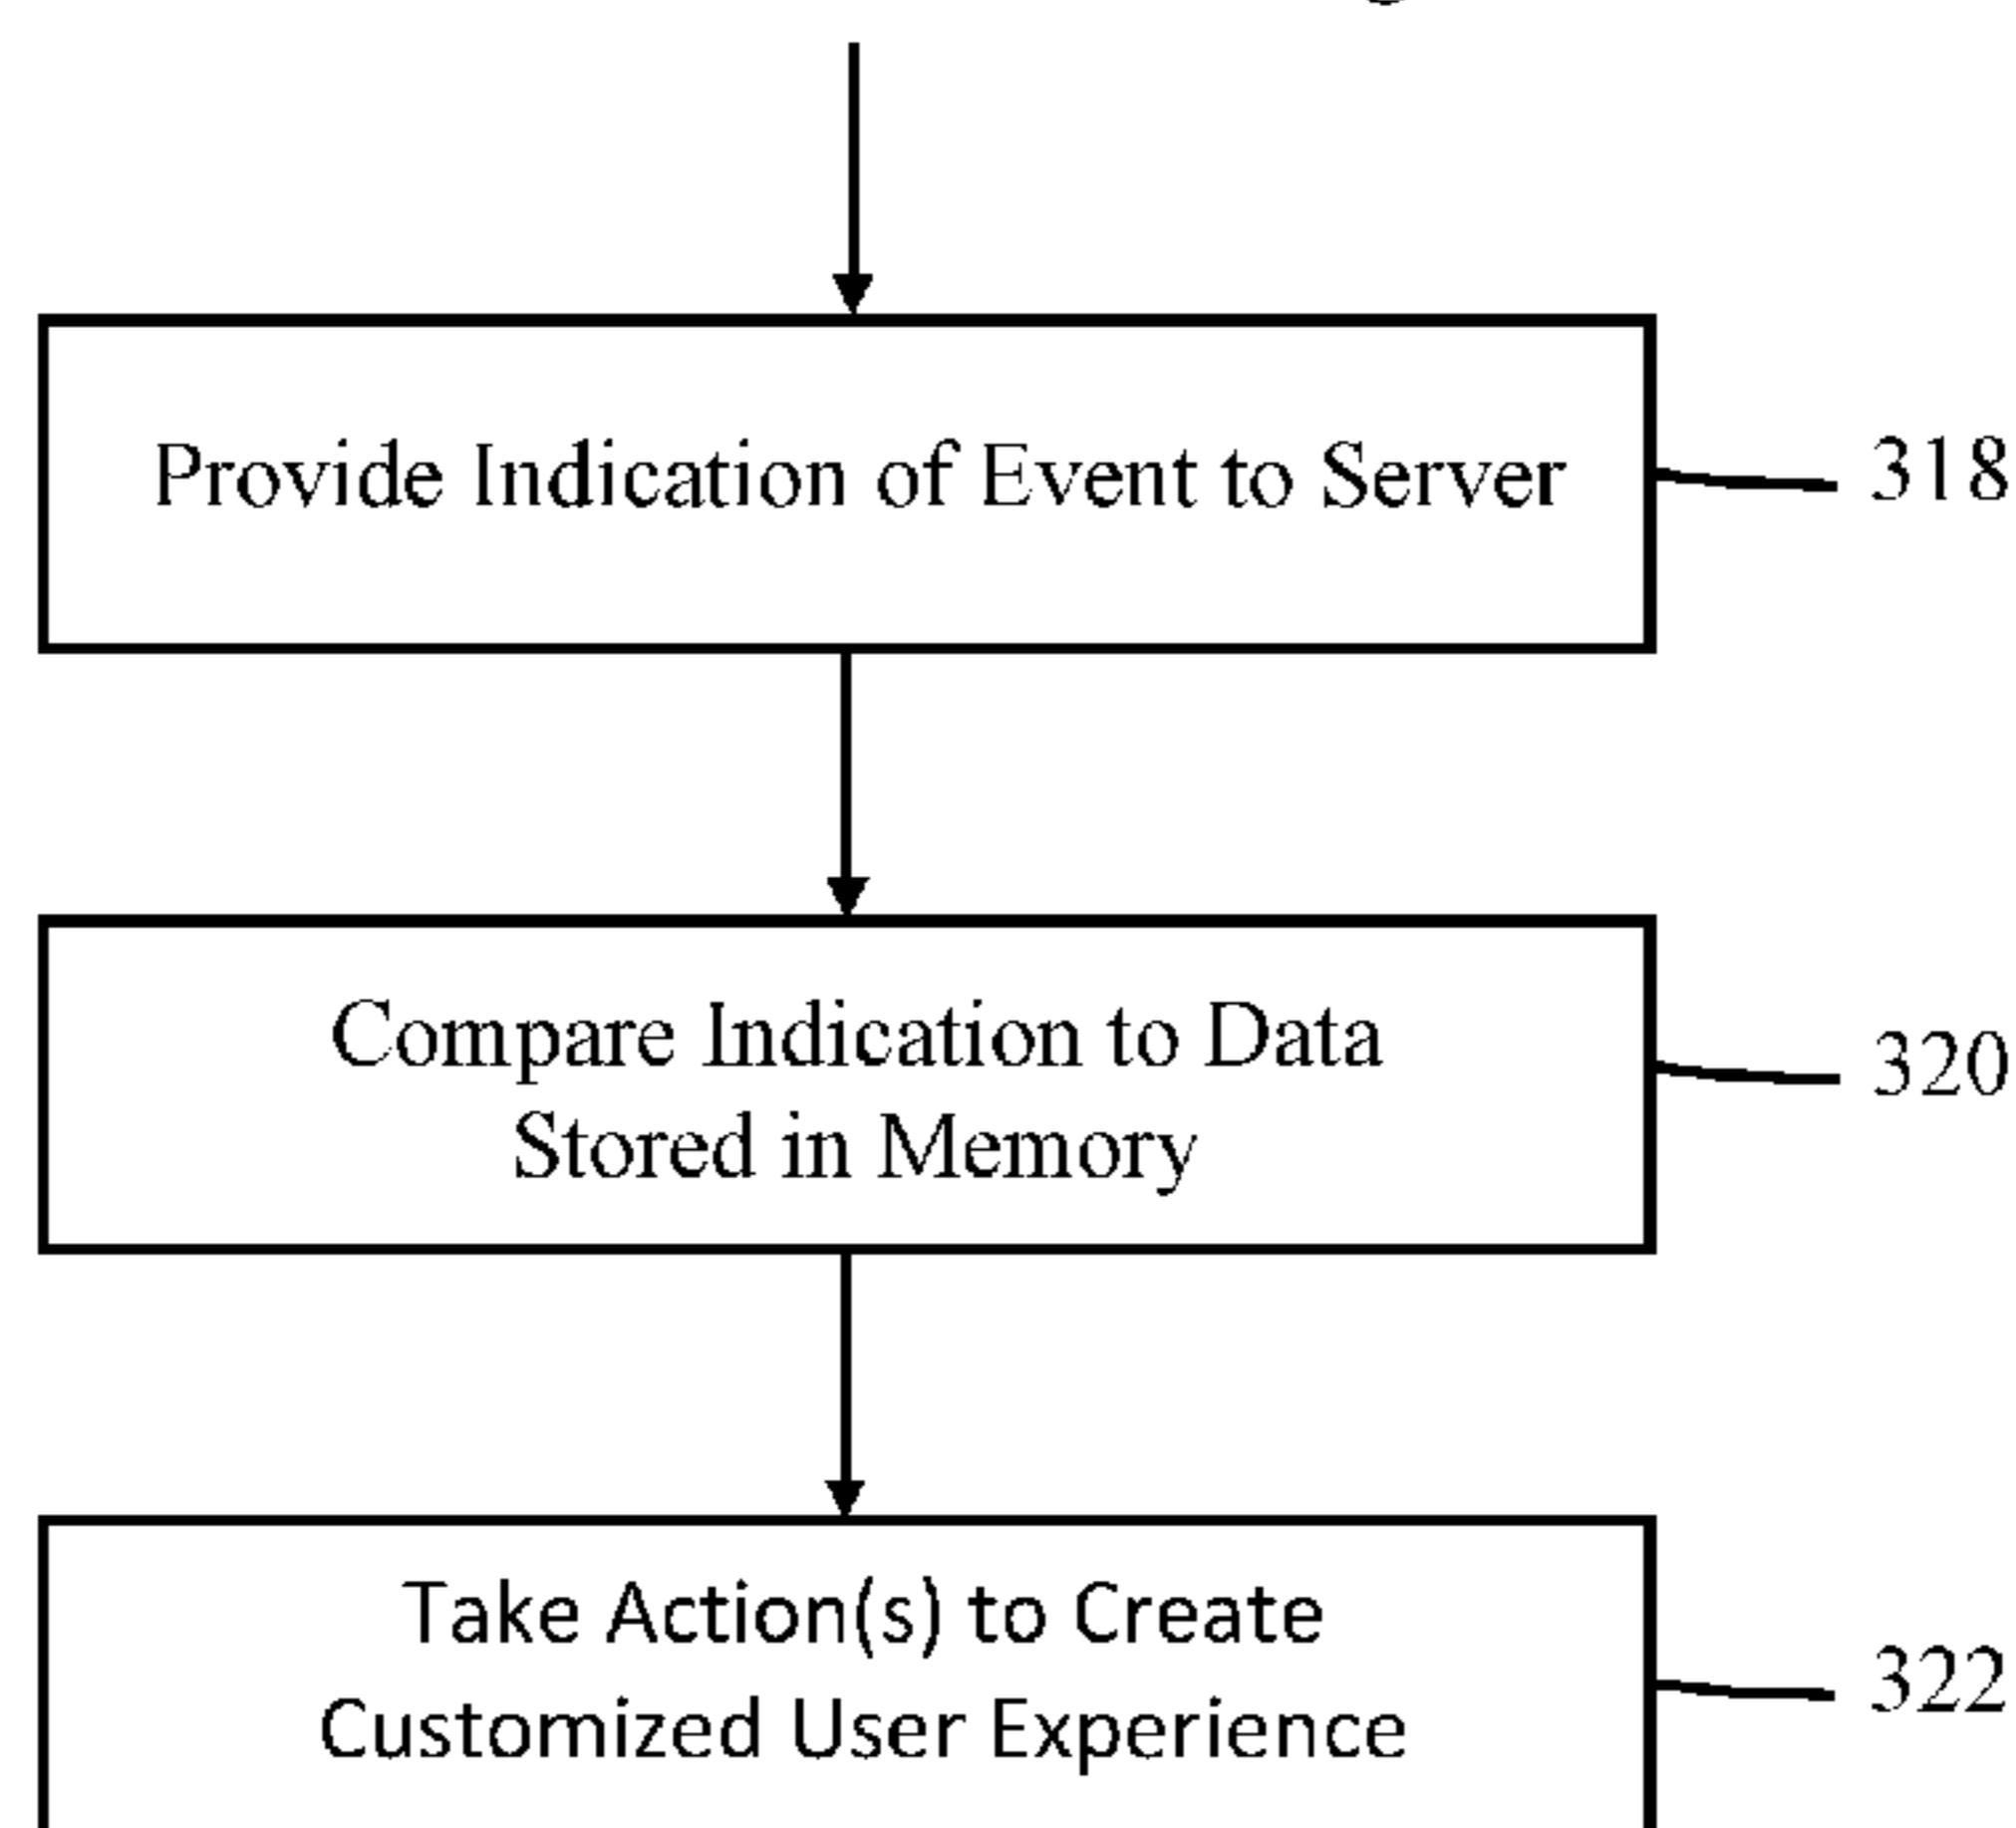 Provide Indication of Event to Server
318
Compare Indication to Data
Stored in Memory
320
Take Action(s) to Create
Customized User Experience
322